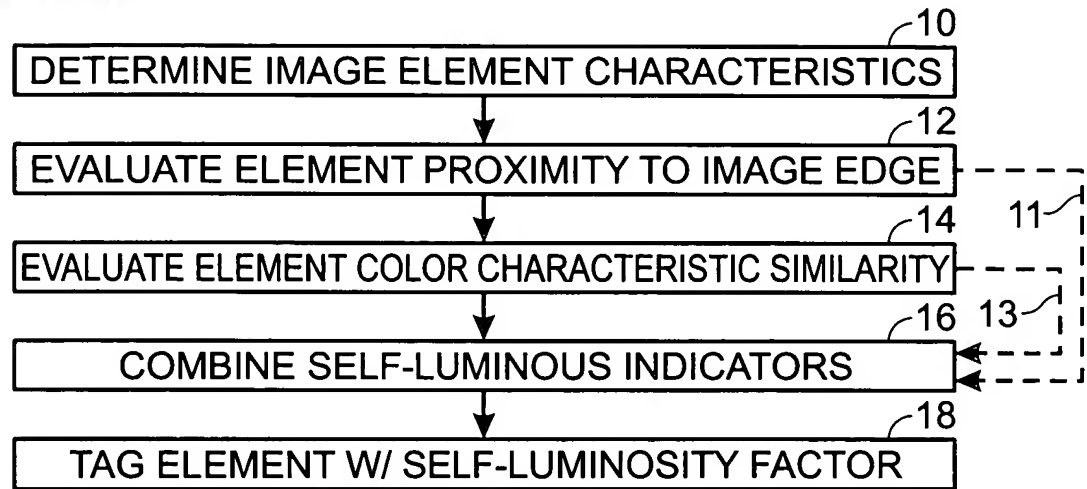 10
DETERMINE IMAGE ELEMENT CHARACTERISTICS
12
EVALUATE ELEMENT PROXIMITY TO IMAGE EDGE
11
14
EVALUATE ELEMENT COLOR CHARACTERISTIC SIMILARITY
13
16
COMBINE SELF-LUMINOUS INDICATORS
18
TAG ELEMENT W/ SELF-LUMINOSITY FACTOR